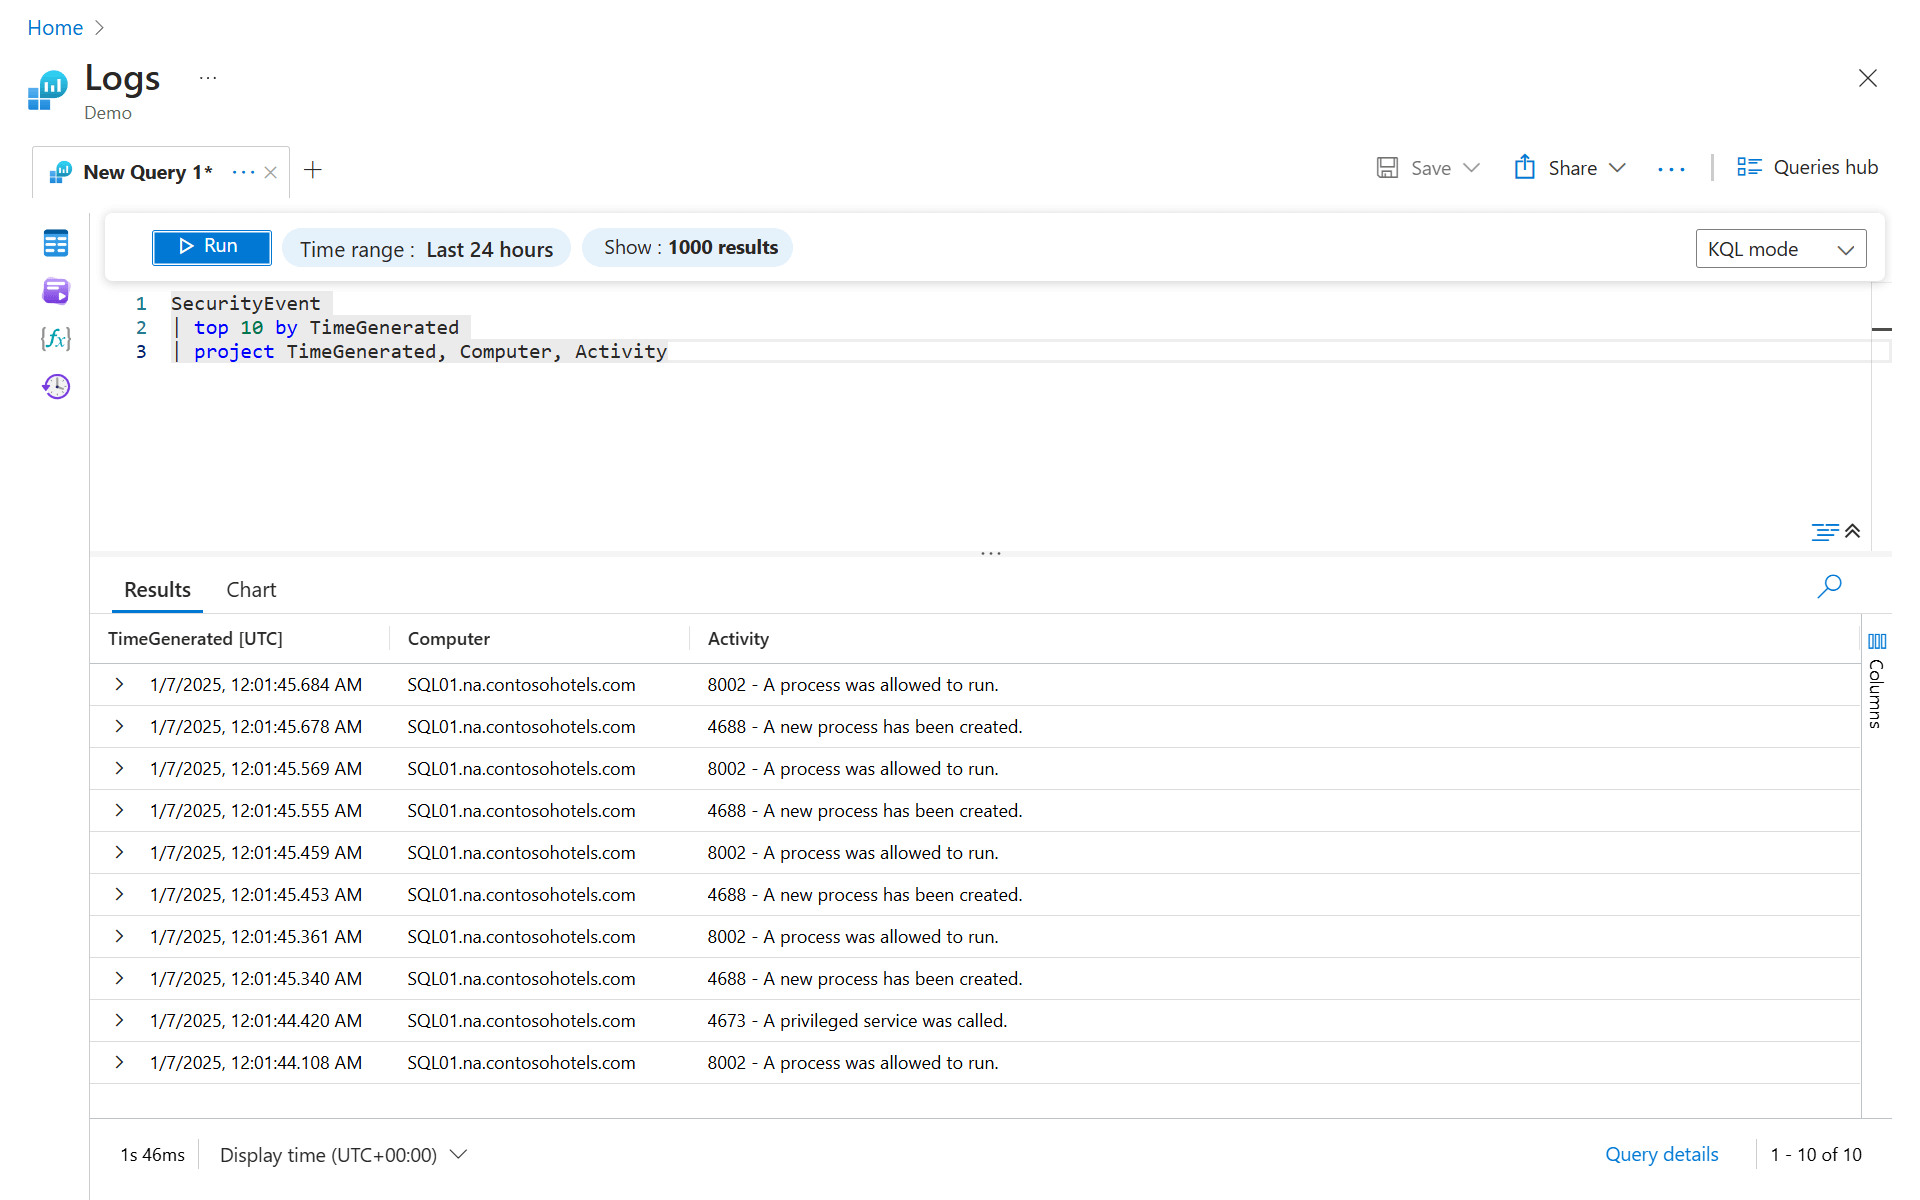 Home
Logs
Demo
New Query 1*
Save
Share
Queries hub
Run
Time range : Last 24 hours
Show : 1000 results
KQL mode
1 SecurityEvent
2 | top 10 by TimeGenerated
3 | project TimeGenerated, Computer, Activity
Results Chart
TimeGenerated [UTC] Computer Activity
Columns
1/7/2025, 12:01:45.684 AM SQL01.na.contosohotels.com 8002 - A process was allowed to run.
1/7/2025, 12:01:45.678 AM SQL01.na.contosohotels.com 4688 - A new process has been created.
1/7/2025, 12:01:45.569 AM SQL01.na.contosohotels.com 8002 - A process was allowed to run.
1/7/2025, 12:01:45.555 AM SQL01.na.contosohotels.com 4688 - A new process has been created.
1/7/2025, 12:01:45.459 AM SQL01.na.contosohotels.com 8002 - A process was allowed to run.
1/7/2025, 12:01:45.453 AM SQL01.na.contosohotels.com 4688 - A new process has been created.
1/7/2025, 12:01:45.361 AM SQL01.na.contosohotels.com 8002 - A process was allowed to run.
1/7/2025, 12:01:45.340 AM SQL01.na.contosohotels.com 4688 - A new process has been created.
1/7/2025, 12:01:44.420 AM SQL01.na.contosohotels.com 4673 - A privileged service was called.
1/7/2025, 12:01:44.108 AM SQL01.na.contosohotels.com 8002 - A process was allowed to run.
1s 46ms Display time (UTC+00:00) Query details 1 - 10 of 10